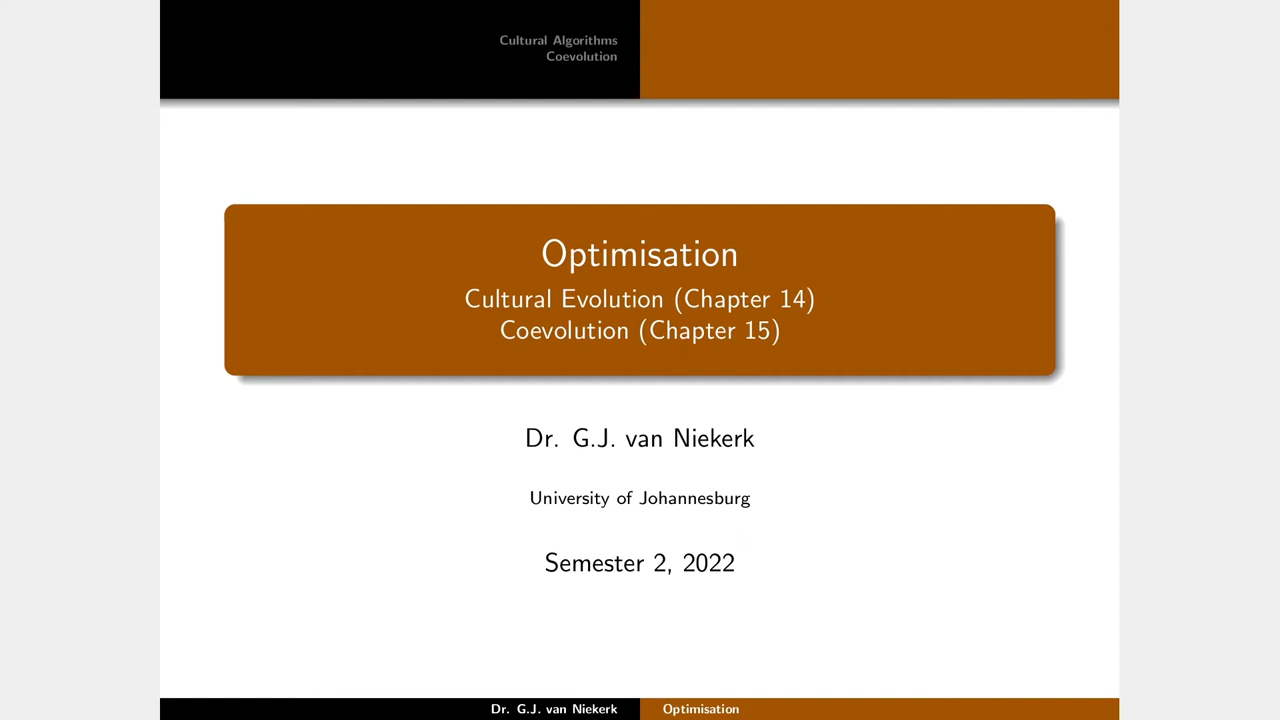 Cultural Algorithms
Coevolution
Optimisation
Cultural Evolution (Chapter 14)
Coevolution (Chapter 15)
Dr. G.J. van Niekerk
University of Johannesburg
Semester 2, 2022
Dr. G.J. van Niekerk
Optimisation